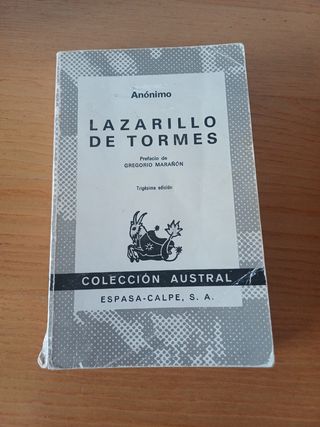 Anónimo
LAZARILLO
DE TORMES
Prefacio de
GREGORIO MARAÑÓN
Trigésima edición
COLECCIÓN AUSTRAL
ESPASA-CALPE, S. A.